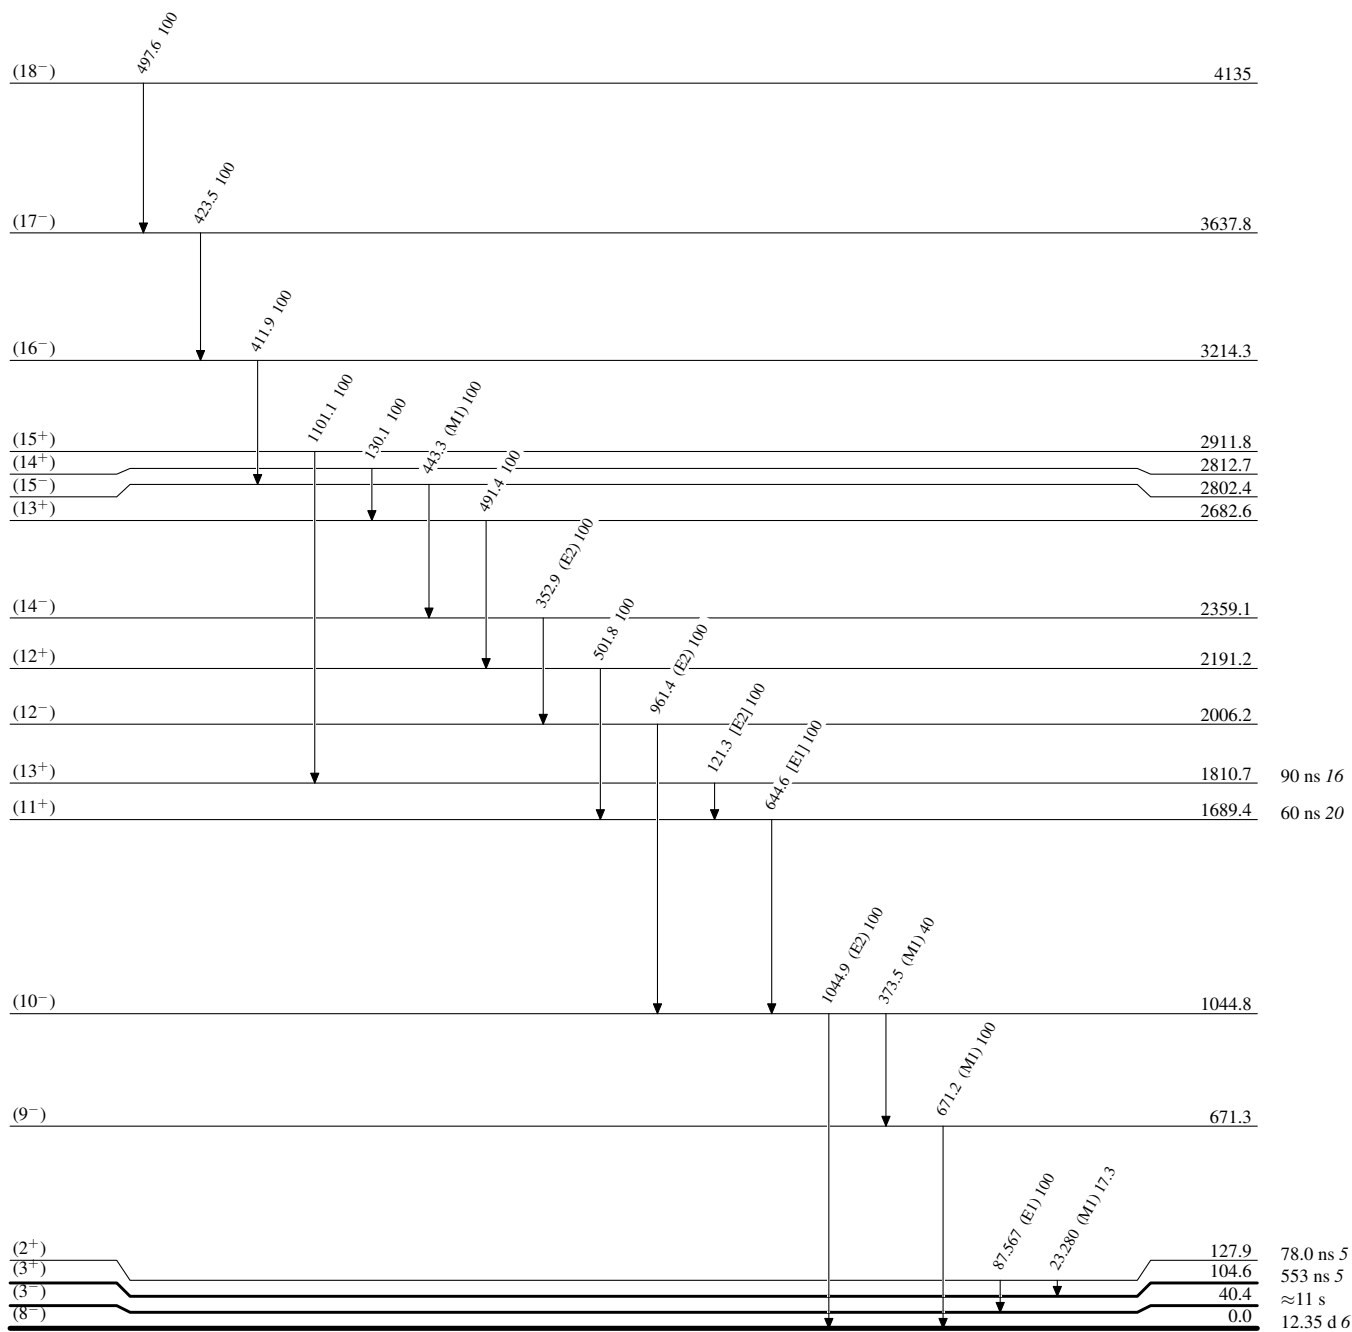 497.6 100
(18⁻) 4135
423.5 100
(17⁻) 3637.8
411.9 100
(16⁻) 3214.3
1101.1 100
130.1 100
443.3 (M1) 100
491.4 100
(15⁺) 2911.8
(14⁺) 2812.7
(15⁻) 2802.4
(13⁺) 2682.6
352.9 (E2) 100
(14⁻) 2359.1
501.8 100
961.4 (E2) 100
(12⁺) 2191.2
121.3 [E2] 100
644.6 [E1] 100
(12⁻) 2006.2
(13⁺) 1810.7 90 ns 16
(11⁺) 1689.4 60 ns 20
1044.9 (E2) 100
373.5 (M1) 40
(10⁻) 1044.8
671.2 (M1) 100
(9⁻) 671.3
87.567 (E1) 100
23.280 (M1) 17.3
(2⁺) 127.9 78.0 ns 5
(3⁺) 104.6 553 ns 5
(3⁻) 40.4 ≈11 s
(8⁻) 0.0 12.35 d 6